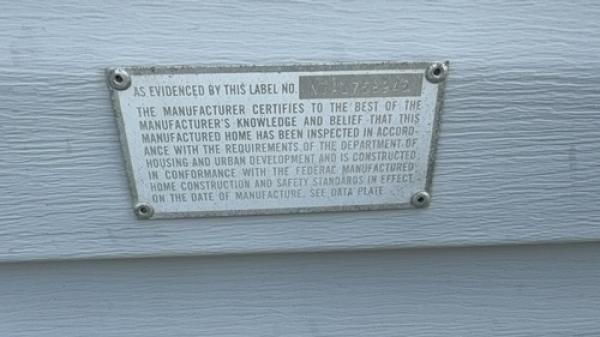 AS EVIDENCED BY THIS LABEL NO.
THE MANUFACTURER CERTIFIES TO THE BEST OF THE
MANUFACTURER'S KNOWLEDGE AND BELIEF THAT THIS
MANUFACTURED HOME HAS BEEN INSPECTED IN ACCORD-
ANCE WITH THE REQUIREMENTS OF THE DEPARTMENT OF
HOUSING AND URBAN DEVELOPMENT AND IS CONSTRUCTED
IN CONFORMANCE WITH THE FEDERAL MANUFACTURED
HOME CONSTRUCTION AND SAFETY STANDARDS IN EFFECT
ON THE DATE OF MANUFACTURE. SEE DATA PLATE